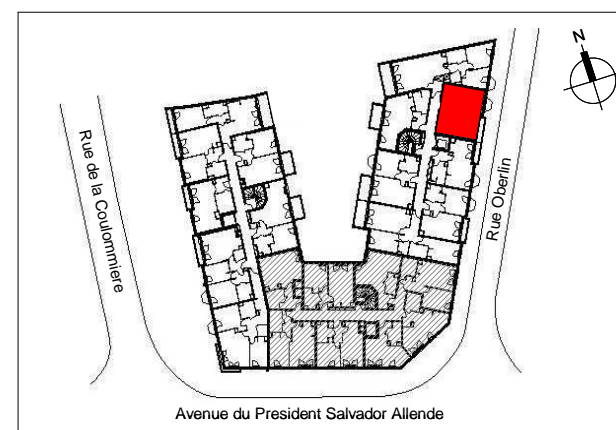 N
Rue de la Coulommiere
Rue Oberlin
Avenue du President Salvador Allende